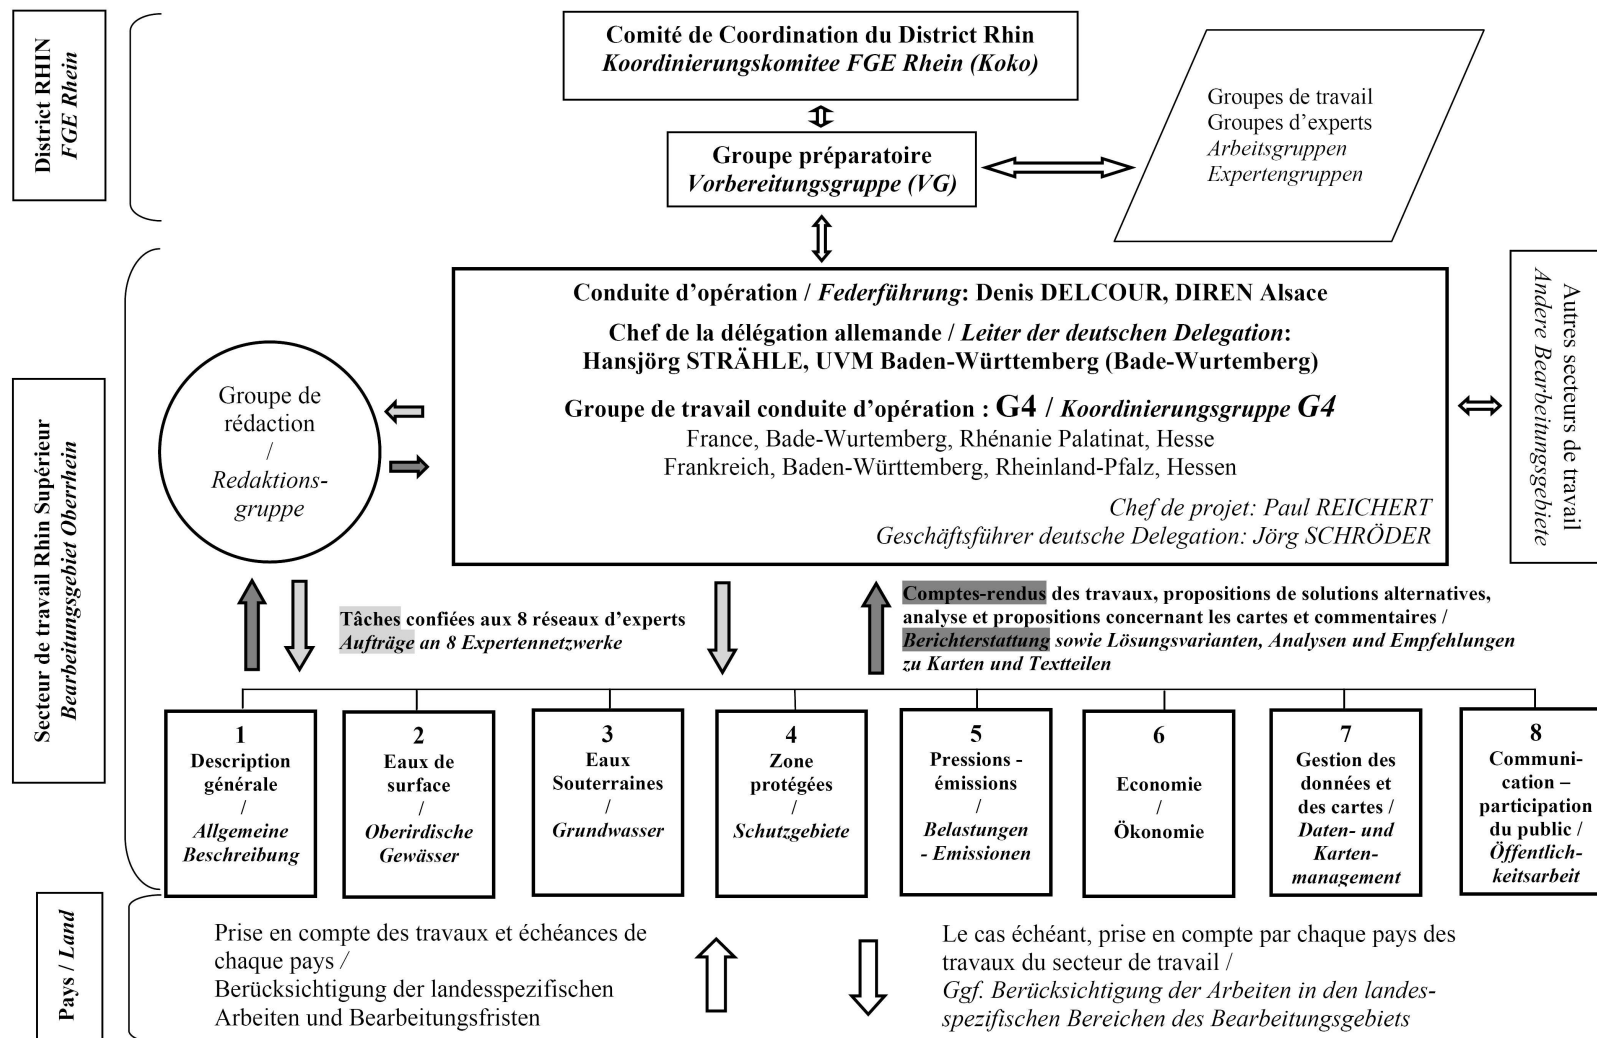 District RHIN
FGE Rhein
Comité de Coordination du District Rhin
Koordinierungskomitee FGE Rhein (Koko)
Groupe préparatoire
Vorbereitungsgruppe (VG)
Groupes de travail
Groupes d’experts
Arbeitsgruppen
Expertengruppen
Secteur de travail Rhin Supérieur
Bearbeitungsgebiet Oberrhein
Groupe de
rédaction
/
Redaktions-
gruppe
Conduite d’opération / Federführung: Denis DELCOUR, DIREN Alsace
Chef de la délégation allemande / Leiter der deutschen Delegation:
Hansjörg STRÄHLE, UVM Baden-Württemberg (Bade-Wurtemberg)
Groupe de travail conduite d’opération : G4 / Koordinierungsgruppe G4
France, Bade-Wurtemberg, Rhénanie Palatinat, Hesse
Frankreich, Baden-Württemberg, Rheinland-Pfalz, Hessen
Chef de projet: Paul REICHERT
Geschäftsführer deutsche Delegation: Jörg SCHRÖDER
Autres secteurs de travail
Andere Bearbeitungsgebiete
Tâches confiées aux 8 réseaux d’experts
Aufträge an 8 Expertennetzwerke
Comptes-rendus des travaux, propositions de solutions alternatives,
analyse et propositions concernant les cartes et commentaires /
Berichterstattung sowie Lösungsvarianten, Analysen und Empfehlungen
zu Karten und Textteilen
1
Description
générale
/
Allgemeine
Beschreibung
2
Eaux de
surface
/
Oberirdische
Gewässer
3
Eaux
Souterraines
/
Grundwasser
4
Zone
protégées
/
Schutzgebiete
5
Pressions -
émissions
/
Belastungen
- Emissionen
6
Economie
/
Ökonomie
7
Gestion des
données et
des cartes /
Daten- und
Karten-
management
8
Communi-
cation –
participation
du public /
Öffentlich-
keitsarbeit
Pays / Land
Prise en compte des travaux et échéances de
chaque pays /
Berücksichtigung der landesspezifischen
Arbeiten und Bearbeitungsfristen
Le cas échéant, prise en compte par chaque pays des
travaux du secteur de travail /
Ggf. Berücksichtigung der Arbeiten in den landes-
spezifischen Bereichen des Bearbeitungsgebiets